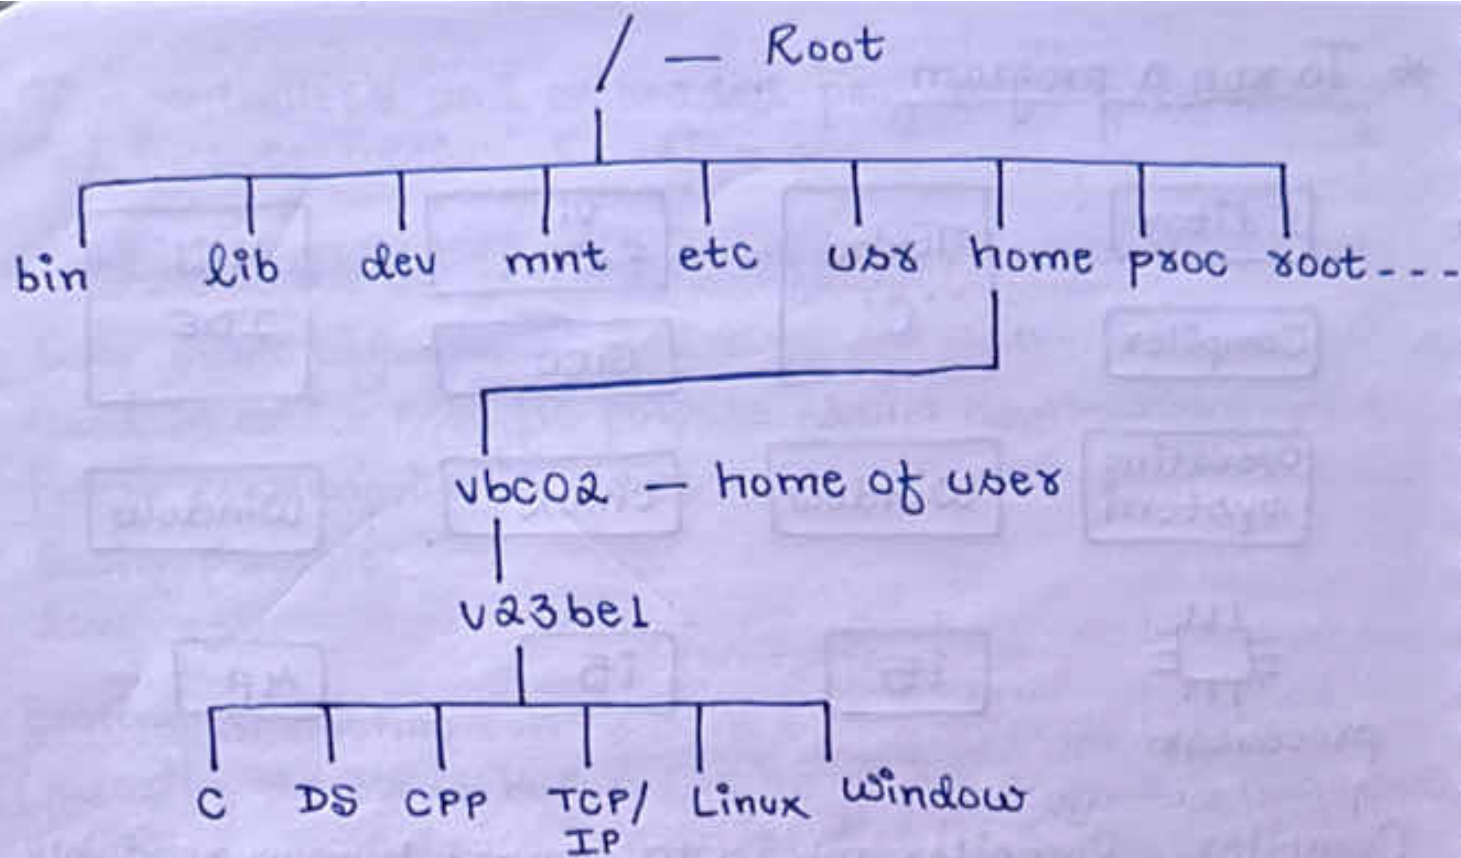 / — Root
bin lib dev mnt etc usr home proc root----
vbc02 — home of user
v23be1
C DS CPP TCP/ Linux Window
IP